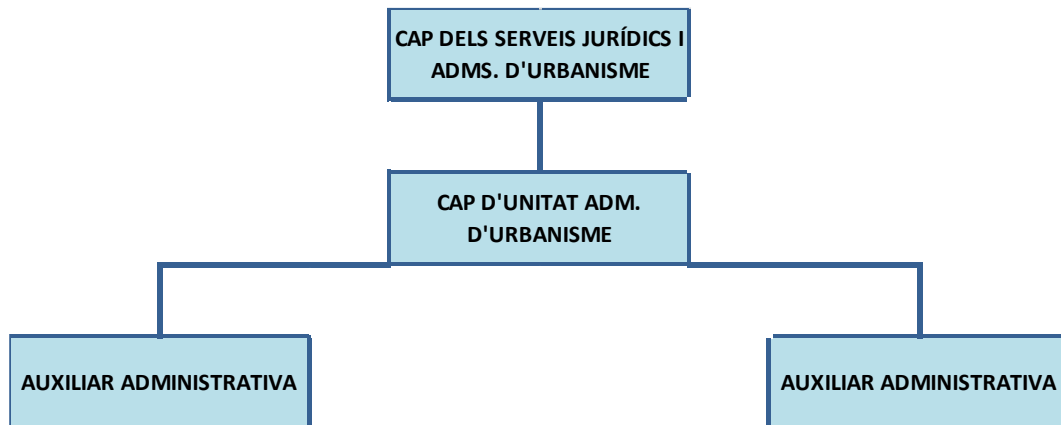 CAP DELS SERVEIS JURÍDICS I
ADMS. D'URBANISME
CAP D'UNITAT ADM.
D'URBANISME
AUXILIAR ADMINISTRATIVA
AUXILIAR ADMINISTRATIVA